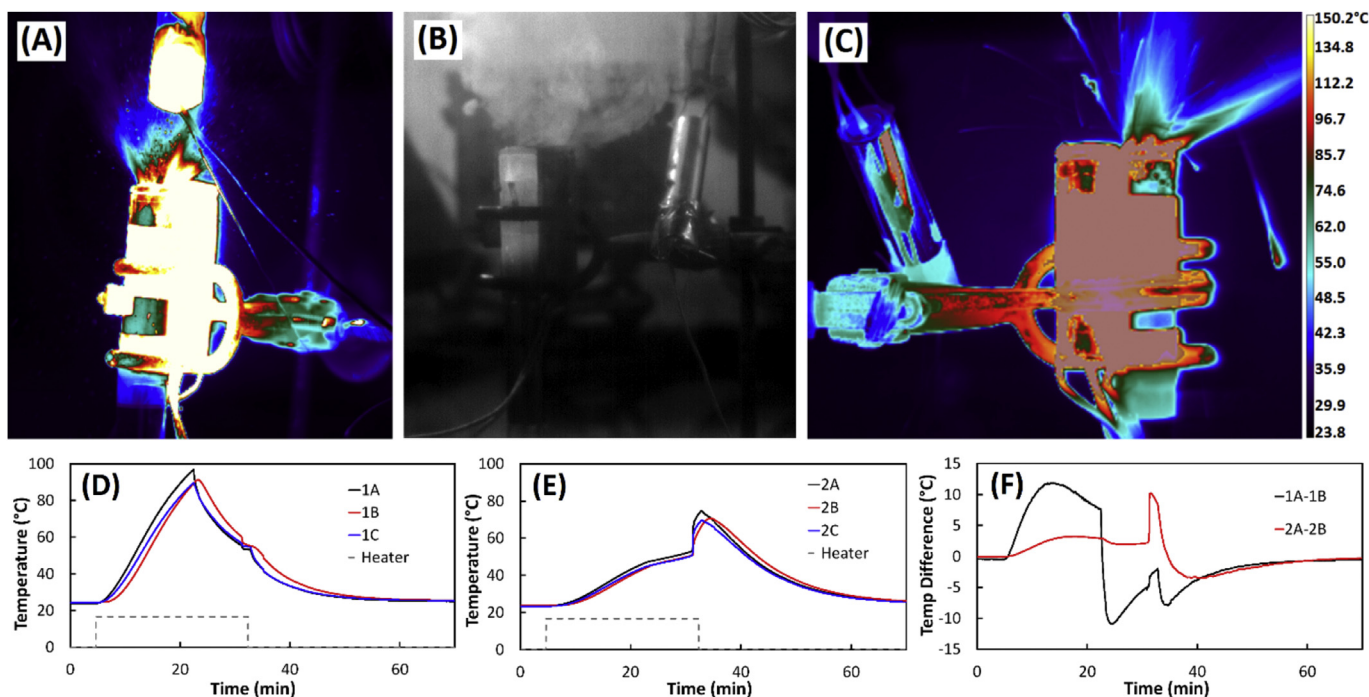 (A)
(B)
(C)
150.2°C
134.8
112.2
96.7
85.7
74.6
62.0
55.0
48.5
42.3
35.9
29.9
23.8
(D)
Temperature (°C)
100
80
60
40
20
0
1A
1B
1C
Heater
0 20 40 60
Time (min)
(E)
Temperature (°C)
100
80
60
40
20
0
2A
2B
2C
Heater
0 20 40 60
Time (min)
(F)
Temp Difference (°C)
15
10
5
0
-5
-10
-15
1A-1B
2A-2B
0 20 40 60
Time (min)